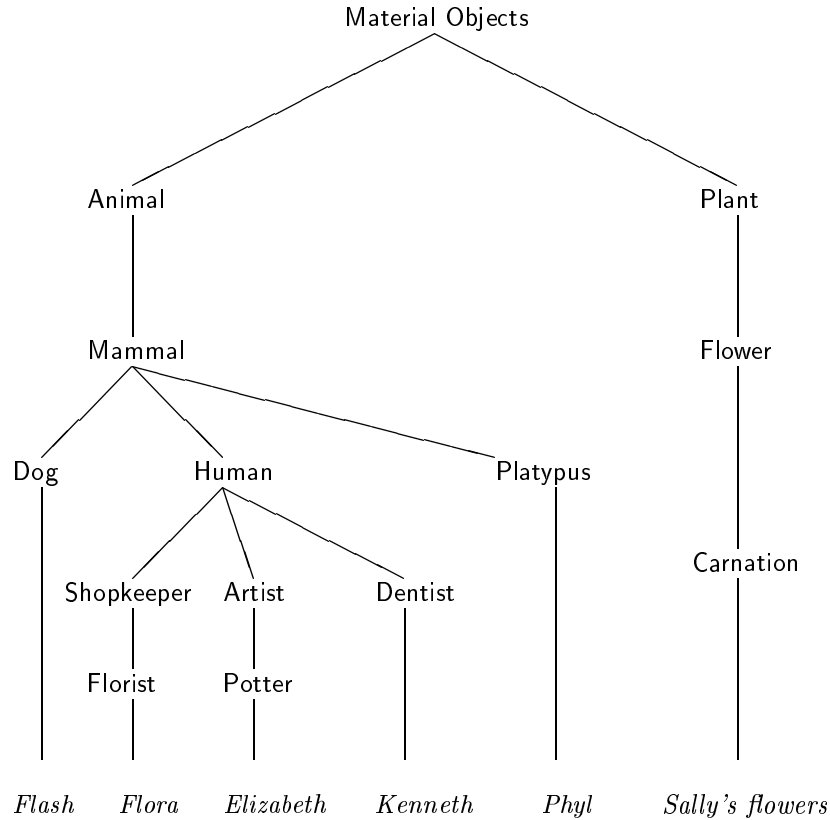 Material Objects
Animal Plant
Mammal Flower
Dog Human Platypus
Carnation
Shopkeeper Artist Dentist
Florist Potter
Flash Flora Elizabeth Kenneth Phyl Sally's flowers